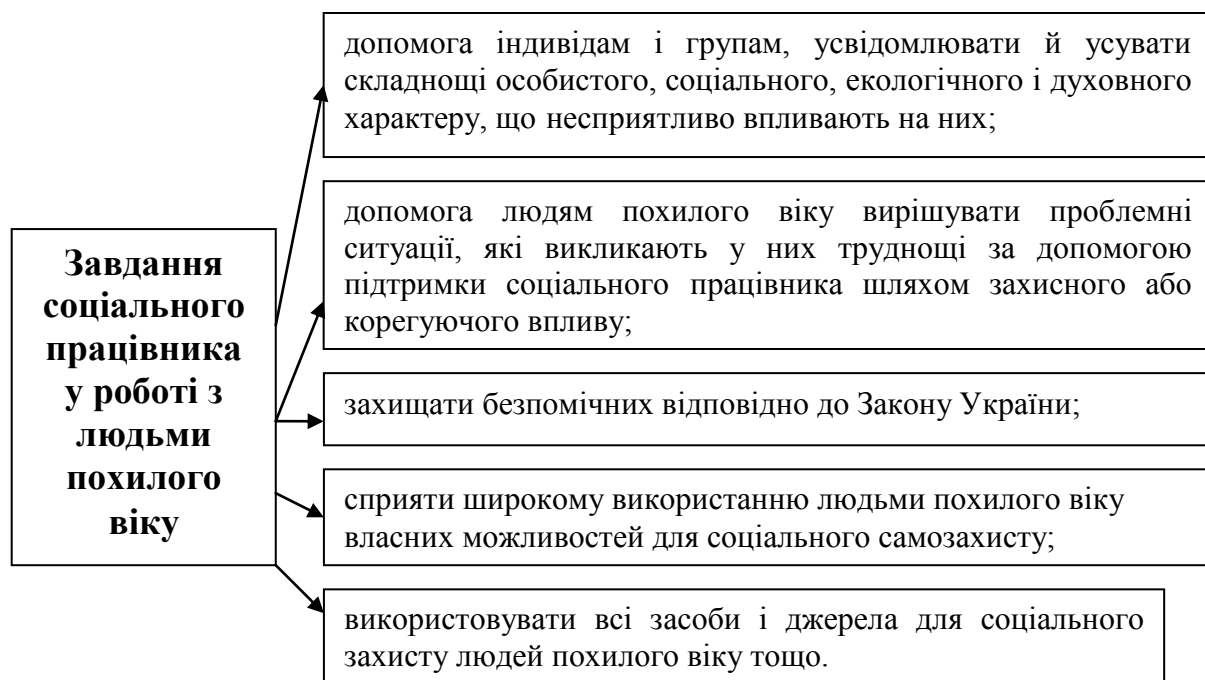 Завдання
соціального
працівника
у роботі з
людьми
похилого
віку
допомога індивідам і групам, усвідомлювати й усувати
складнощі особистого, соціального, екологічного і духовного
характеру, що несприятливо впливають на них;
допомога людям похилого віку вирішувати проблемні
ситуації, які викликають у них труднощі за допомогою
підтримки соціального працівника шляхом захисного або
корегуючого впливу;
захищати безпомічних відповідно до Закону України;
сприяти широкому використанню людьми похилого віку
власних можливостей для соціального самозахисту;
використовувати всі засоби і джерела для соціального
захисту людей похилого віку тощо.